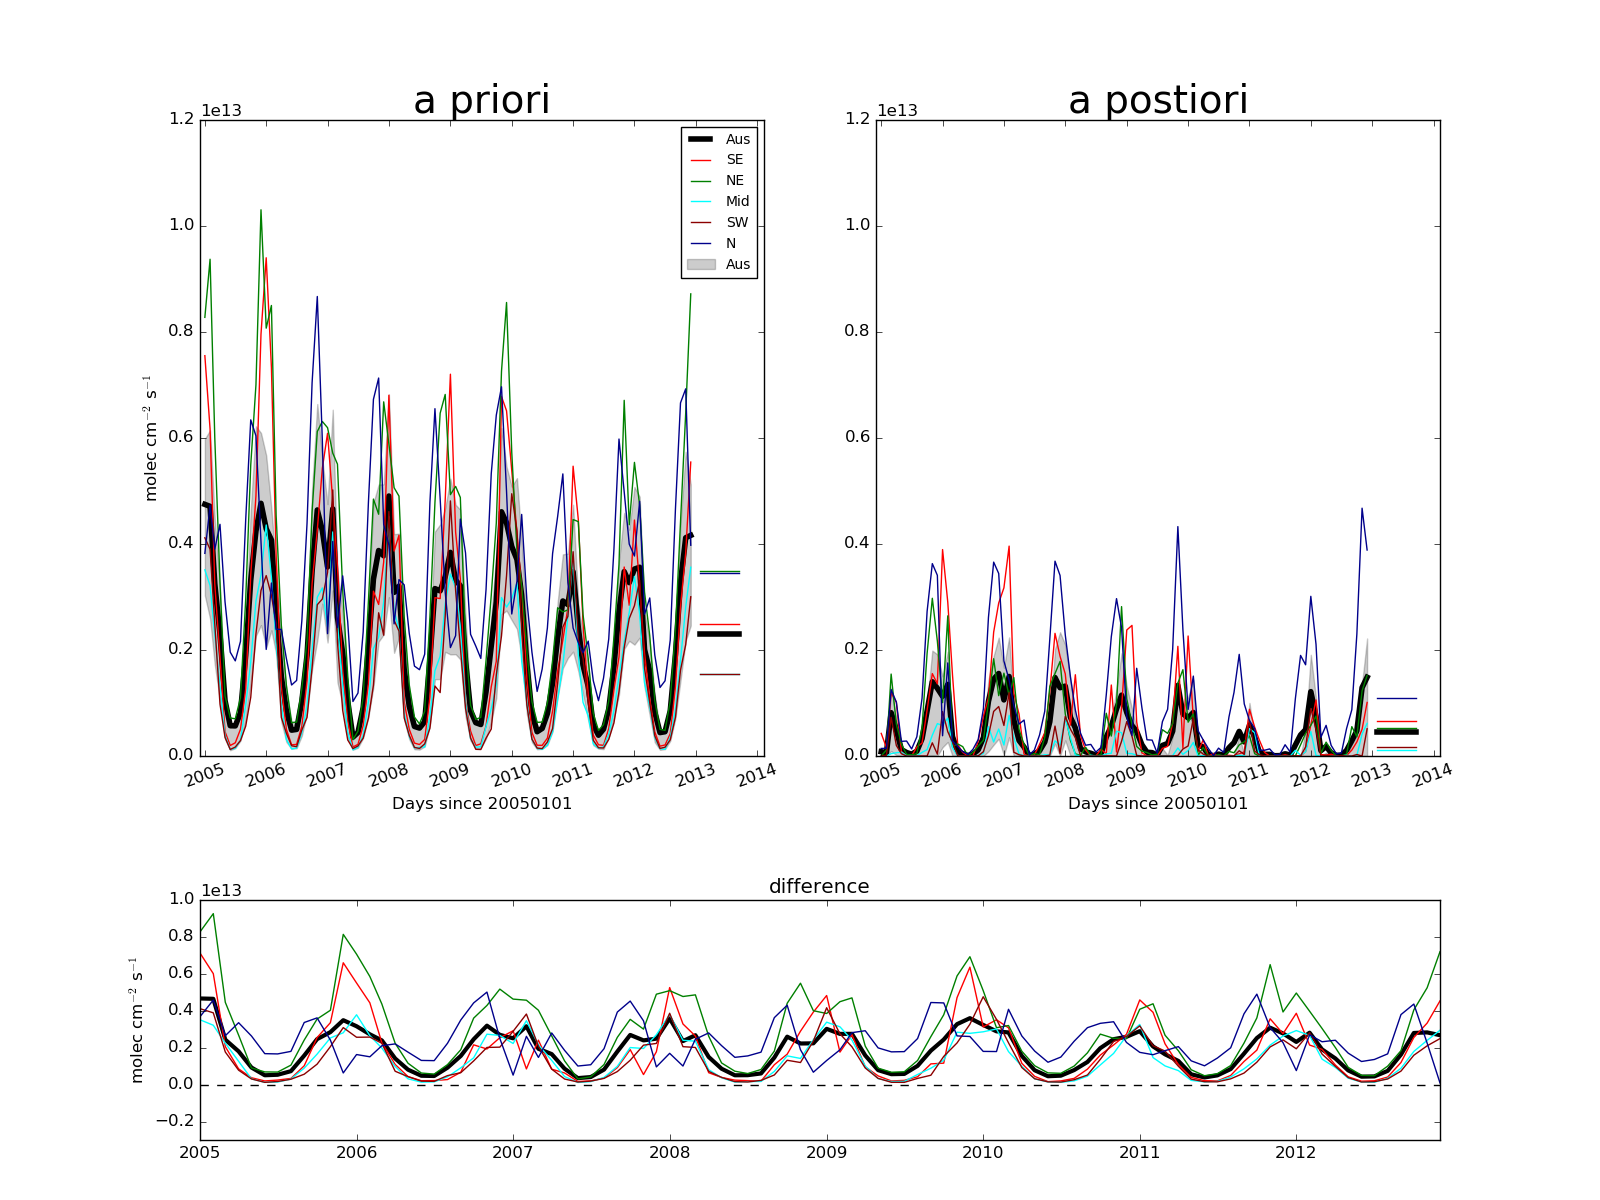 a priori
1e13
1.2
1.0
0.8
0.6
0.4
0.2
0.0
molec cm⁻² s⁻¹
Aus
SE
NE
Mid
SW
N
Aus
2005 2006 2007 2008 2009 2010 2011 2012 2013 2014
Days since 20050101
a postiori
1e13
1.2
1.0
0.8
0.6
0.4
0.2
0.0
2005 2006 2007 2008 2009 2010 2011 2012 2013 2014
Days since 20050101
difference
1e13
1.0
0.8
0.6
0.4
0.2
0.0
−0.2
molec cm⁻² s⁻¹
2005 2006 2007 2008 2009 2010 2011 2012